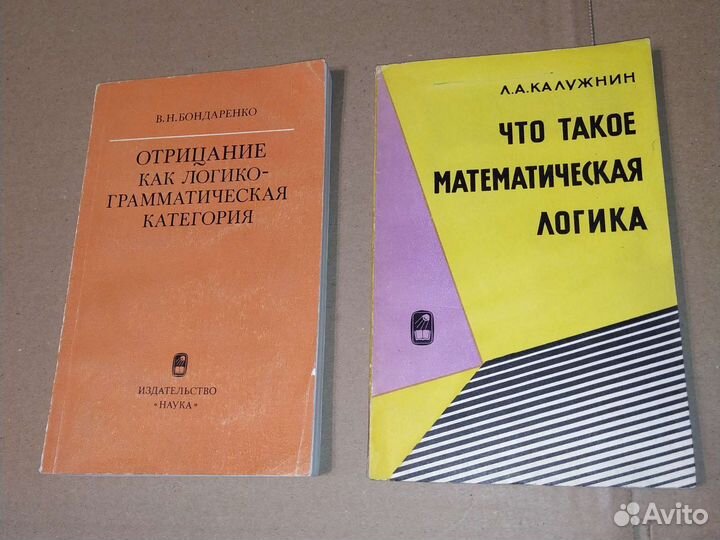 В.Н.БОНДАРЕНКО
ОТРИЦАНИЕ
КАК ЛОГИКО-
ГРАММАТИЧЕСКАЯ
КАТЕГОРИЯ
ИЗДАТЕЛЬСТВО
«НАУКА»
Л.А.КАЛУЖНИН
ЧТО ТАКОЕ
МАТЕМАТИЧЕСКАЯ
ЛОГИКА
Avito